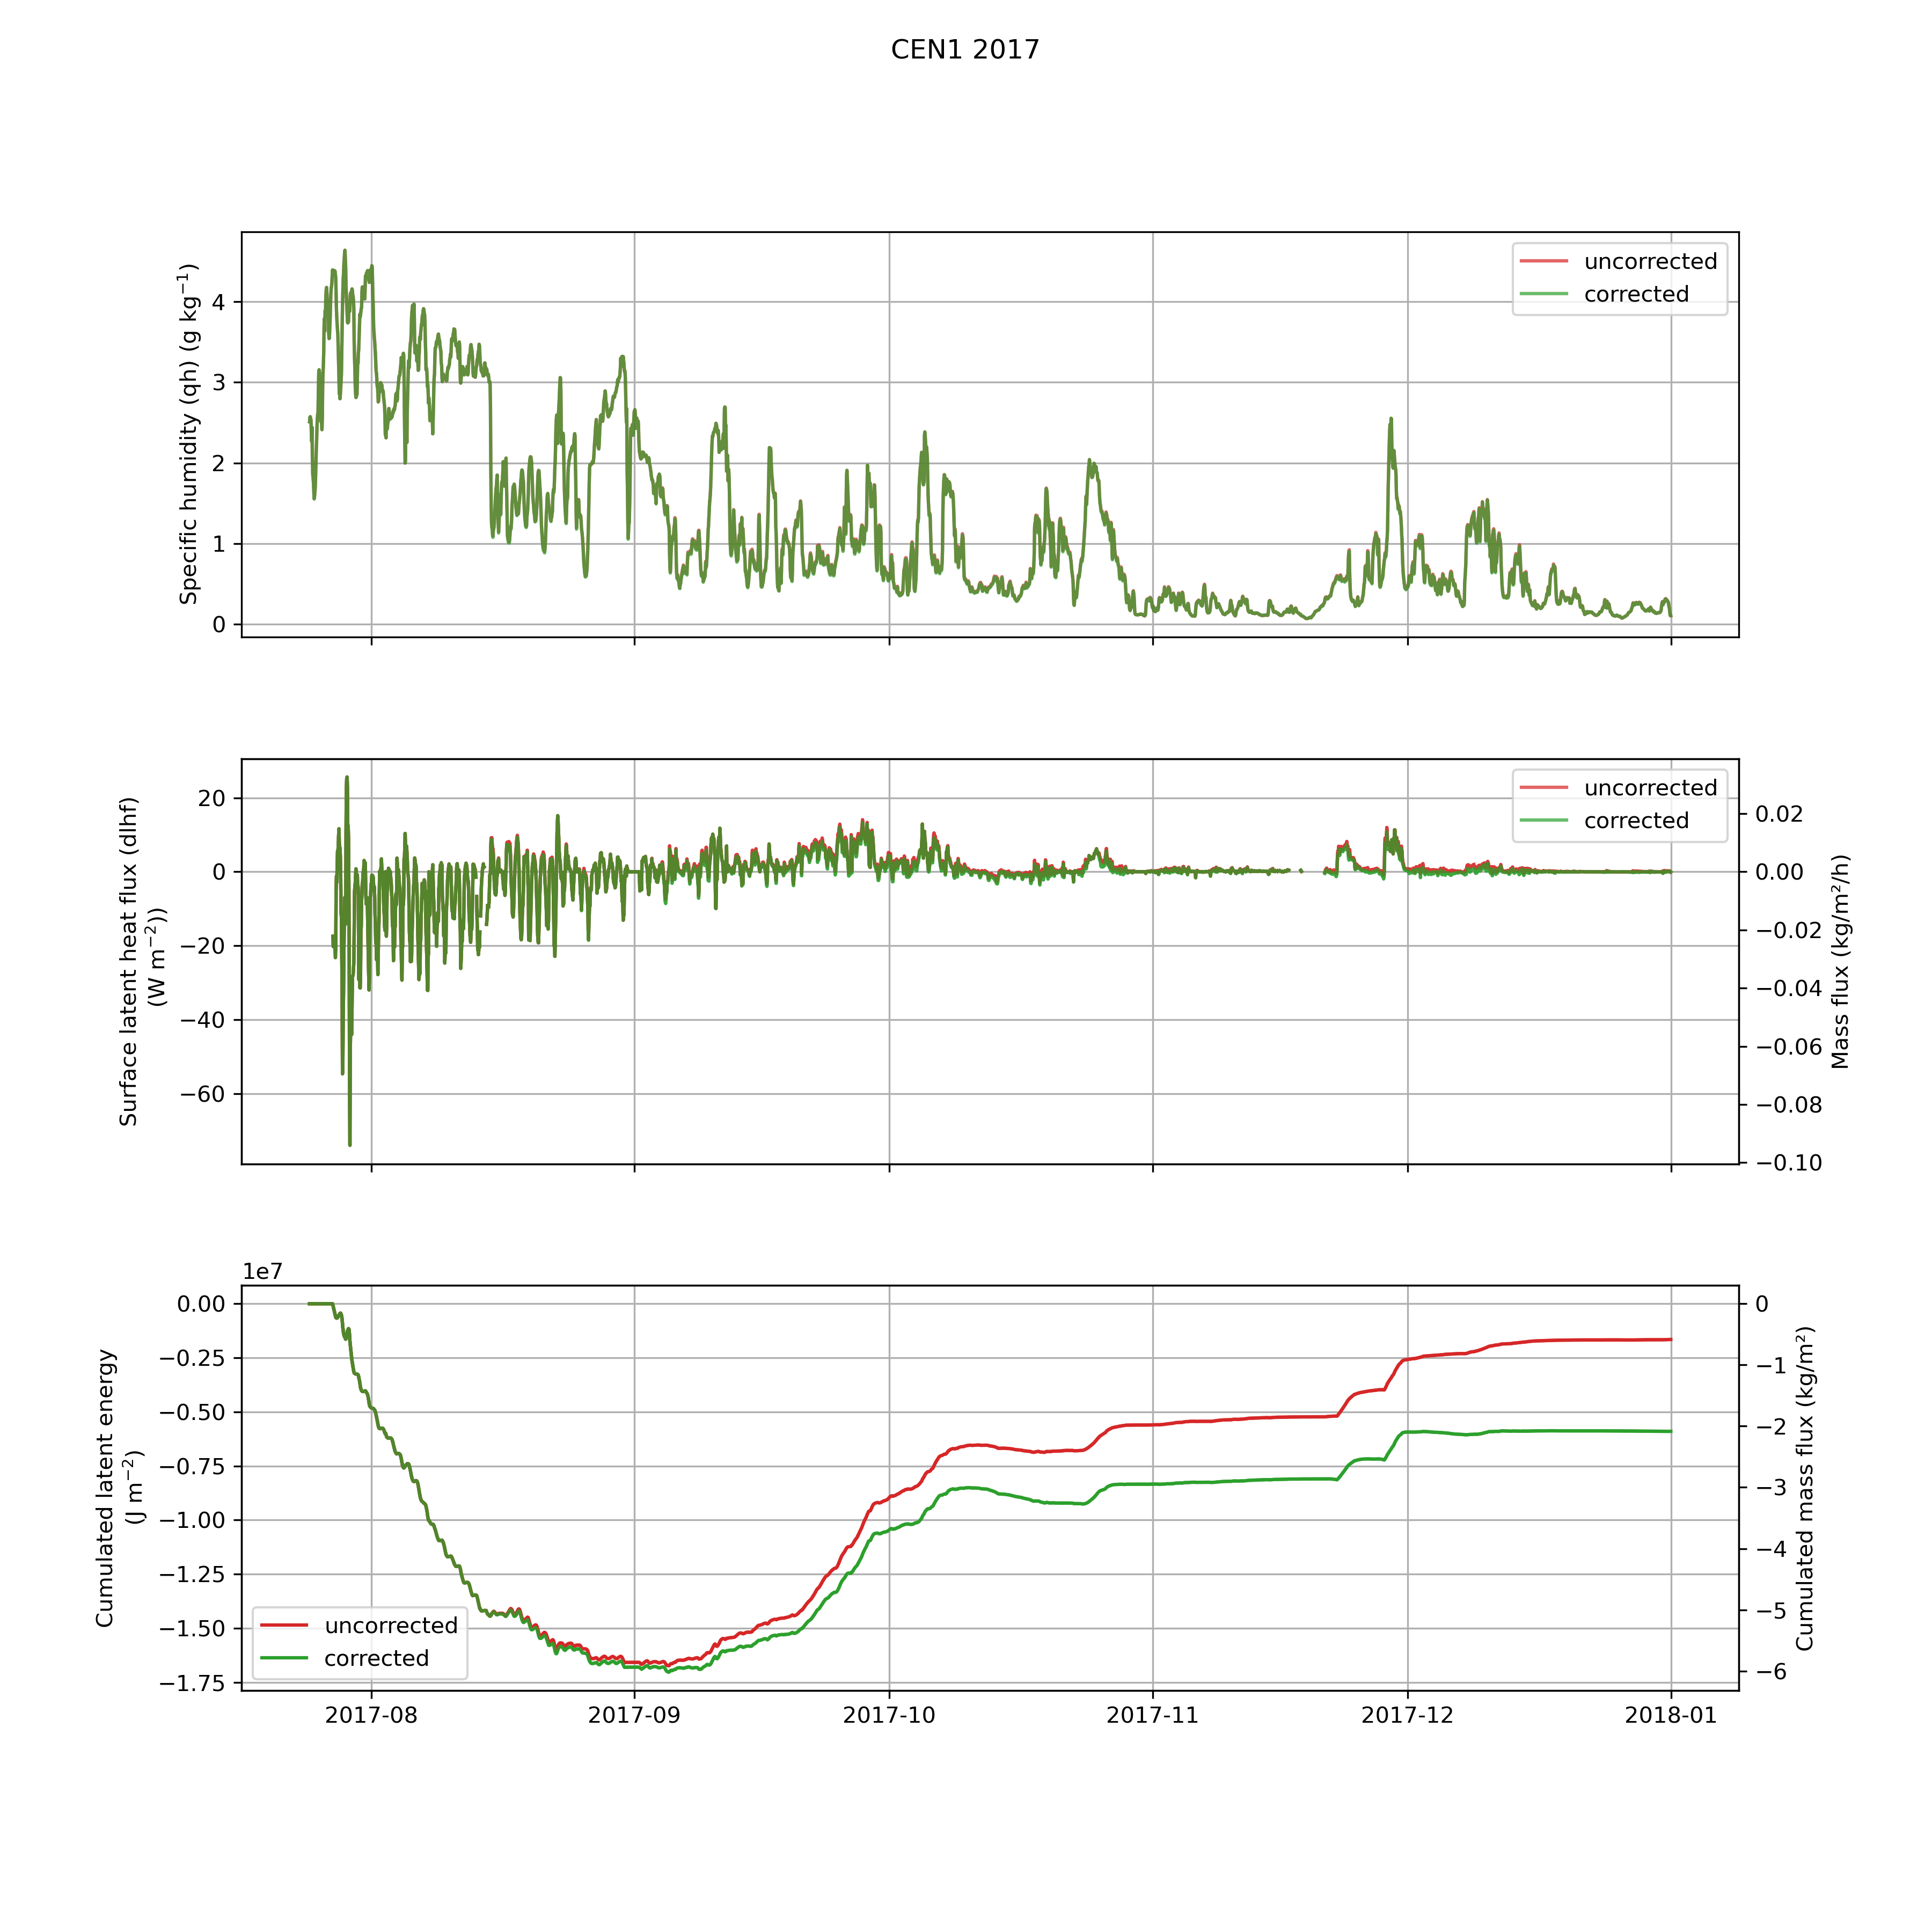 CEN1 2017
Specific humidity (qh) (g kg⁻¹)
4
3
2
1
0
uncorrected
corrected
Surface latent heat flux (dlhf)
(W m⁻²))
20
0
−20
−40
−60
uncorrected
corrected
0.02
0.00
−0.02
−0.04
−0.06
−0.08
−0.10
Mass flux (kg/m²/h)
1e7
Cumulated latent energy
(J m⁻²)
0.00
−0.25
−0.50
−0.75
−1.00
−1.25
−1.50
−1.75
uncorrected
corrected
0
−1
−2
−3
−4
−5
−6
Cumulated mass flux (kg/m²)
2017-08 2017-09 2017-10 2017-11 2017-12 2018-01